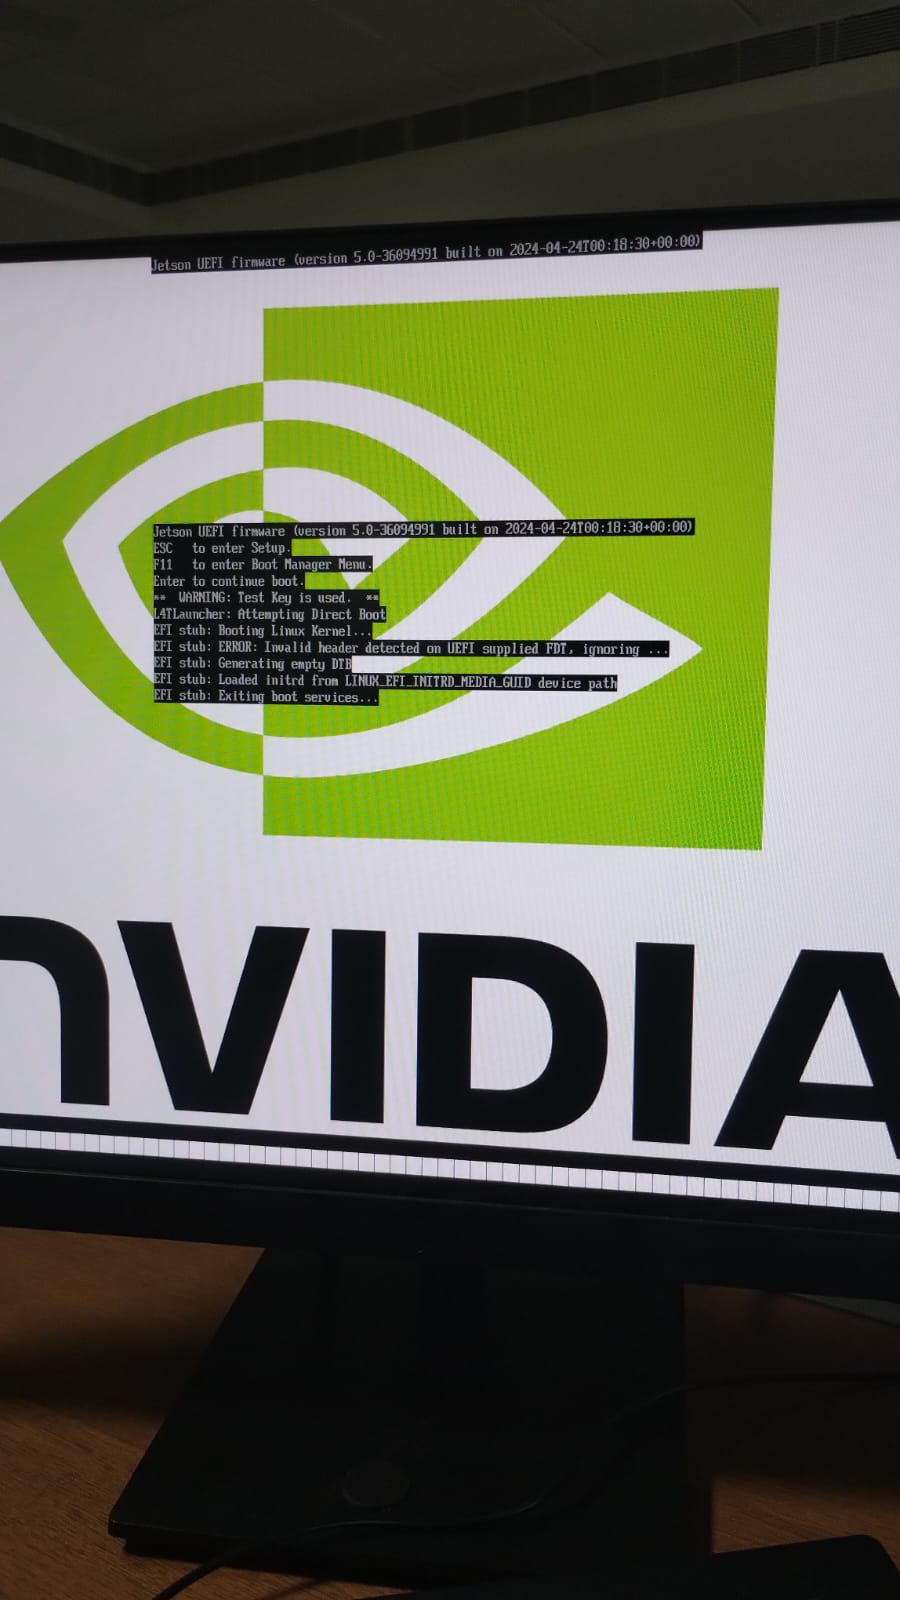 Jetson UEFI firmware (version 5.0-36094991 built on 2024-04-24T00:18:30+00:00)
Jetson UEFI firmware (version 5.0-36094991 built on 2024-04-24T00:18:30+00:00)
ESC   to enter Setup.
F11   to enter Boot Manager Menu.
Enter to continue boot.
**  WARNING: Test Key is used.  **
L4TLauncher: Attempting Direct Boot
EFI stub: Booting Linux Kernel...
EFI stub: ERROR: Invalid header detected on UEFI supplied FDT, ignoring ...
EFI stub: Generating empty DTB
EFI stub: Loaded initrd from LINUX_EFI_INITRD_MEDIA_GUID device path
EFI stub: Exiting boot services...
nVIDIA